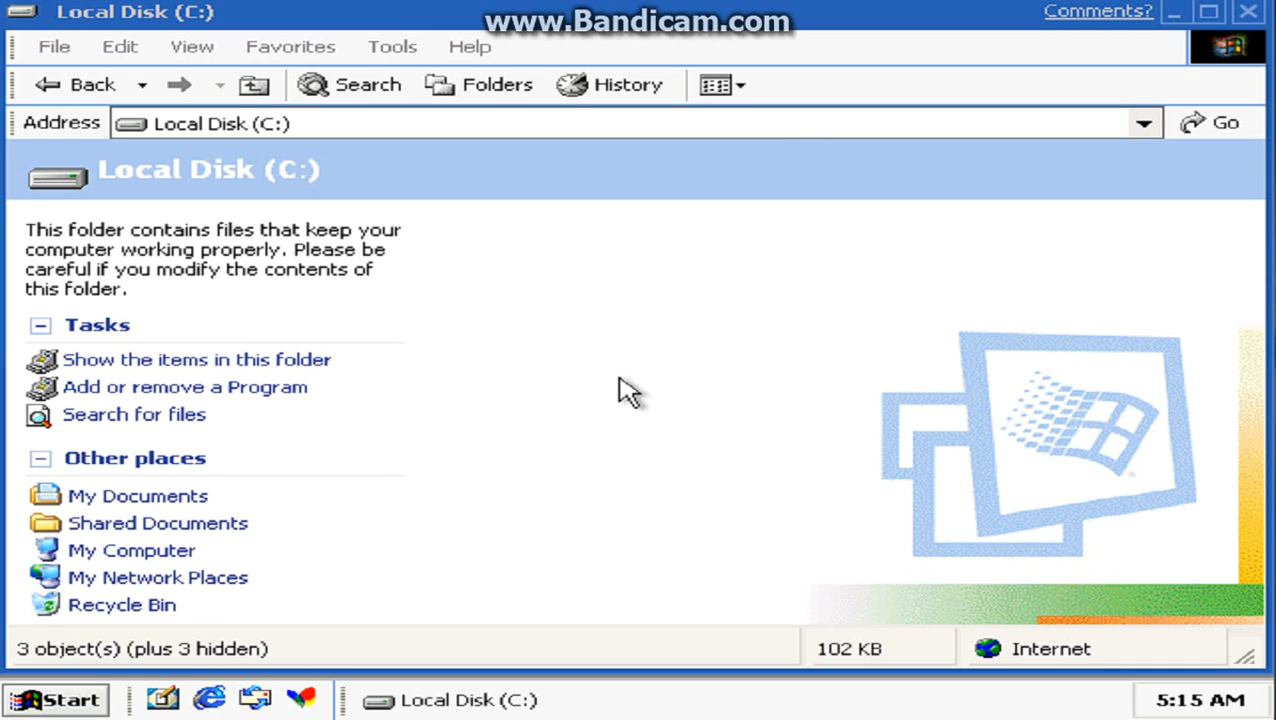 Local Disk (C:)
www.Bandicam.com
Comments?
File Edit View Favorites Tools Help
Back Search Folders History
Address Local Disk (C:) Go
Local Disk (C:)
This folder contains files that keep your
computer working properly. Please be
careful if you modify the contents of
this folder.
Tasks
Show the items in this folder
Add or remove a Program
Search for files
Other places
My Documents
Shared Documents
My Computer
My Network Places
Recycle Bin
3 object(s) (plus 3 hidden) 102 KB Internet
Start Local Disk (C:) 5:15 AM